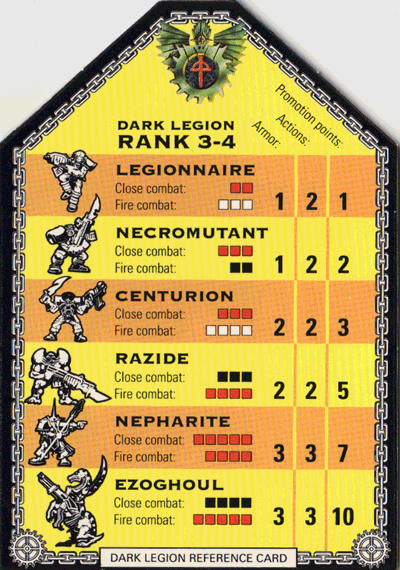 Promotion points:
Actions:
Armor:
DARK LEGION
RANK 3-4
LEGIONNAIRE
Close combat:
Fire combat: 1 2 1
NECROMUTANT
Close combat:
Fire combat: 1 2 2
CENTURION
Close combat:
Fire combat: 2 2 3
RAZIDE
Close combat:
Fire combat: 2 2 5
NEPHARITE
Close combat:
Fire combat: 3 3 7
EZOGHOUL
Close combat:
Fire combat: 3 3 10
DARK LEGION REFERENCE CARD